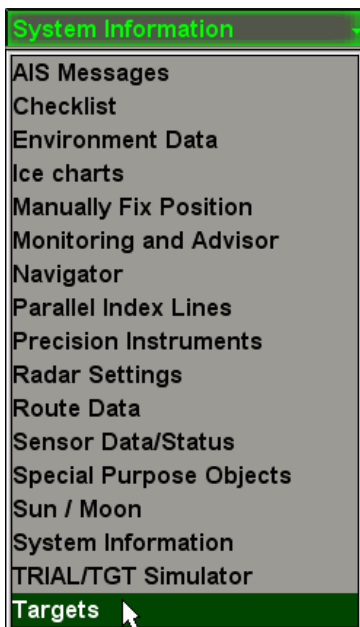 System Information
AIS Messages
Checklist
Environment Data
Ice charts
Manually Fix Position
Monitoring and Advisor
Navigator
Parallel Index Lines
Precision Instruments
Radar Settings
Route Data
Sensor Data/Status
Special Purpose Objects
Sun / Moon
System Information
TRIAL/TGT Simulator
Targets